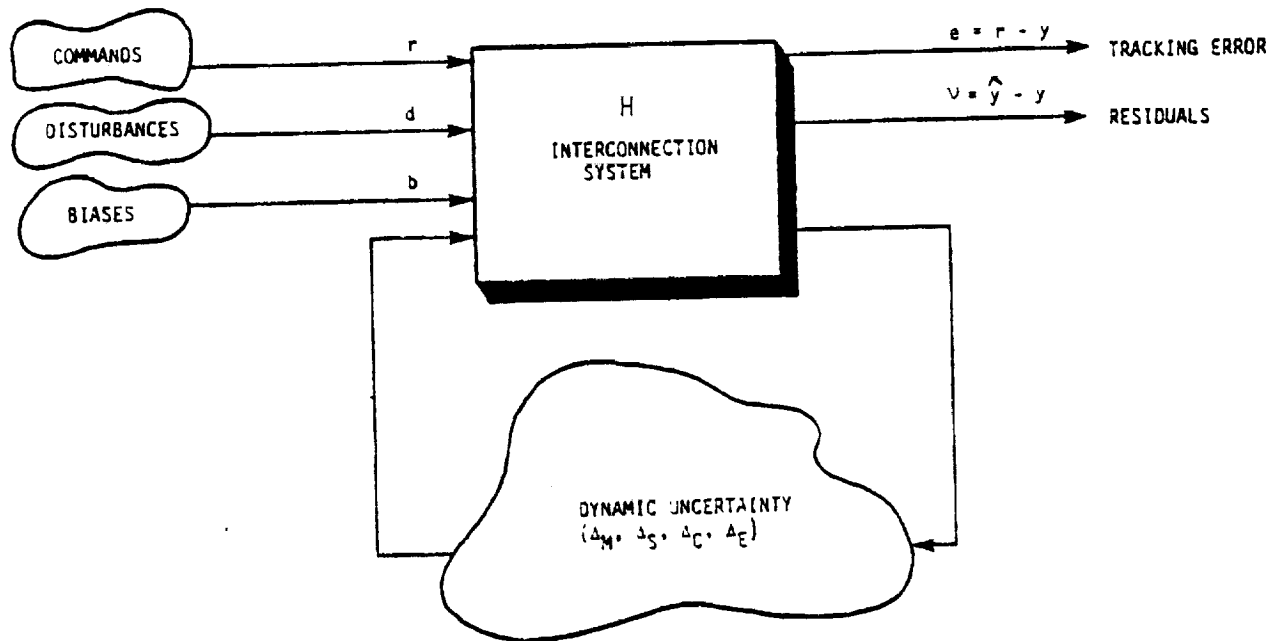 COMMANDS
r
e = r - y
TRACKING ERROR
DISTURBANCES
d
H
INTERCONNECTION
SYSTEM
ν = ŷ - y
RESIDUALS
BIASES
b
DYNAMIC UNCERTAINTY
(Δ_M, Δ_S, Δ_C, Δ_E)